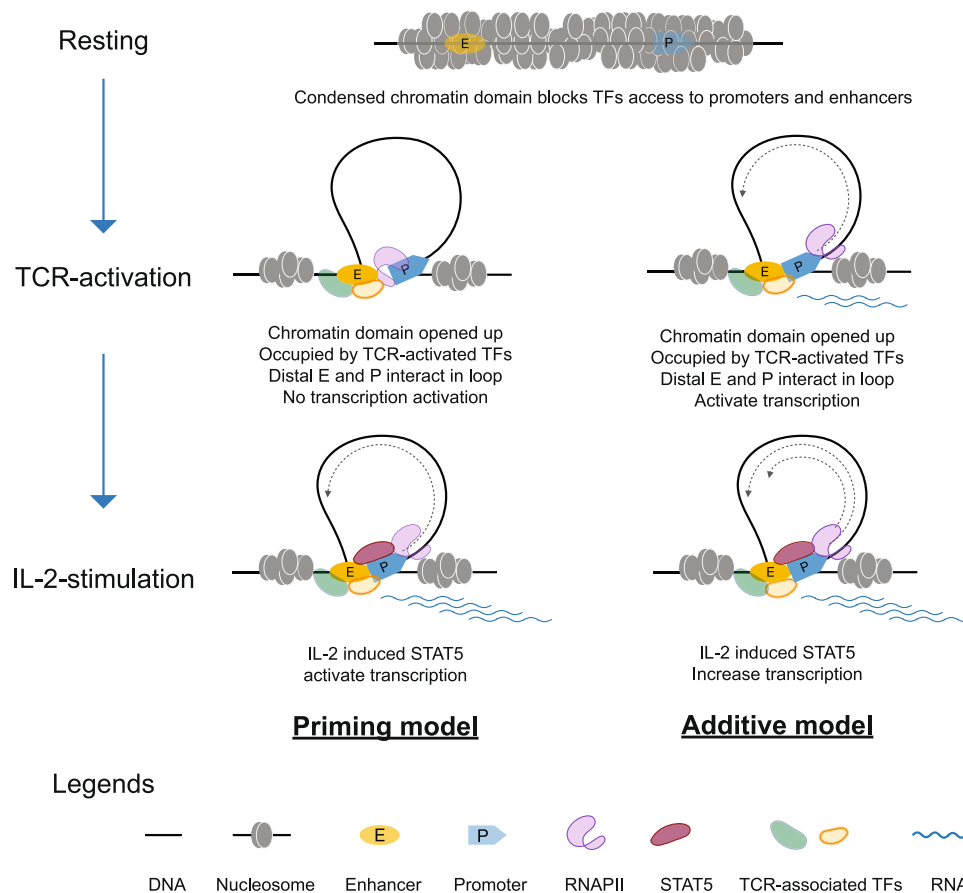 Resting
E
P
Condensed chromatin domain blocks TFs access to promoters and enhancers
TCR-activation
E
P
E
P
Chromatin domain opened up
Occupied by TCR-activated TFs
Distal E and P interact in loop
No transcription activation
Chromatin domain opened up
Occupied by TCR-activated TFs
Distal E and P interact in loop
Activate transcription
IL-2-stimulation
E
P
E
P
IL-2 induced STAT5
activate transcription
IL-2 induced STAT5
Increase transcription
Priming model
Additive model
Legends
E
P
DNA
Nucleosome
Enhancer
Promoter
RNAPII
STAT5
TCR-associated TFs
RNA